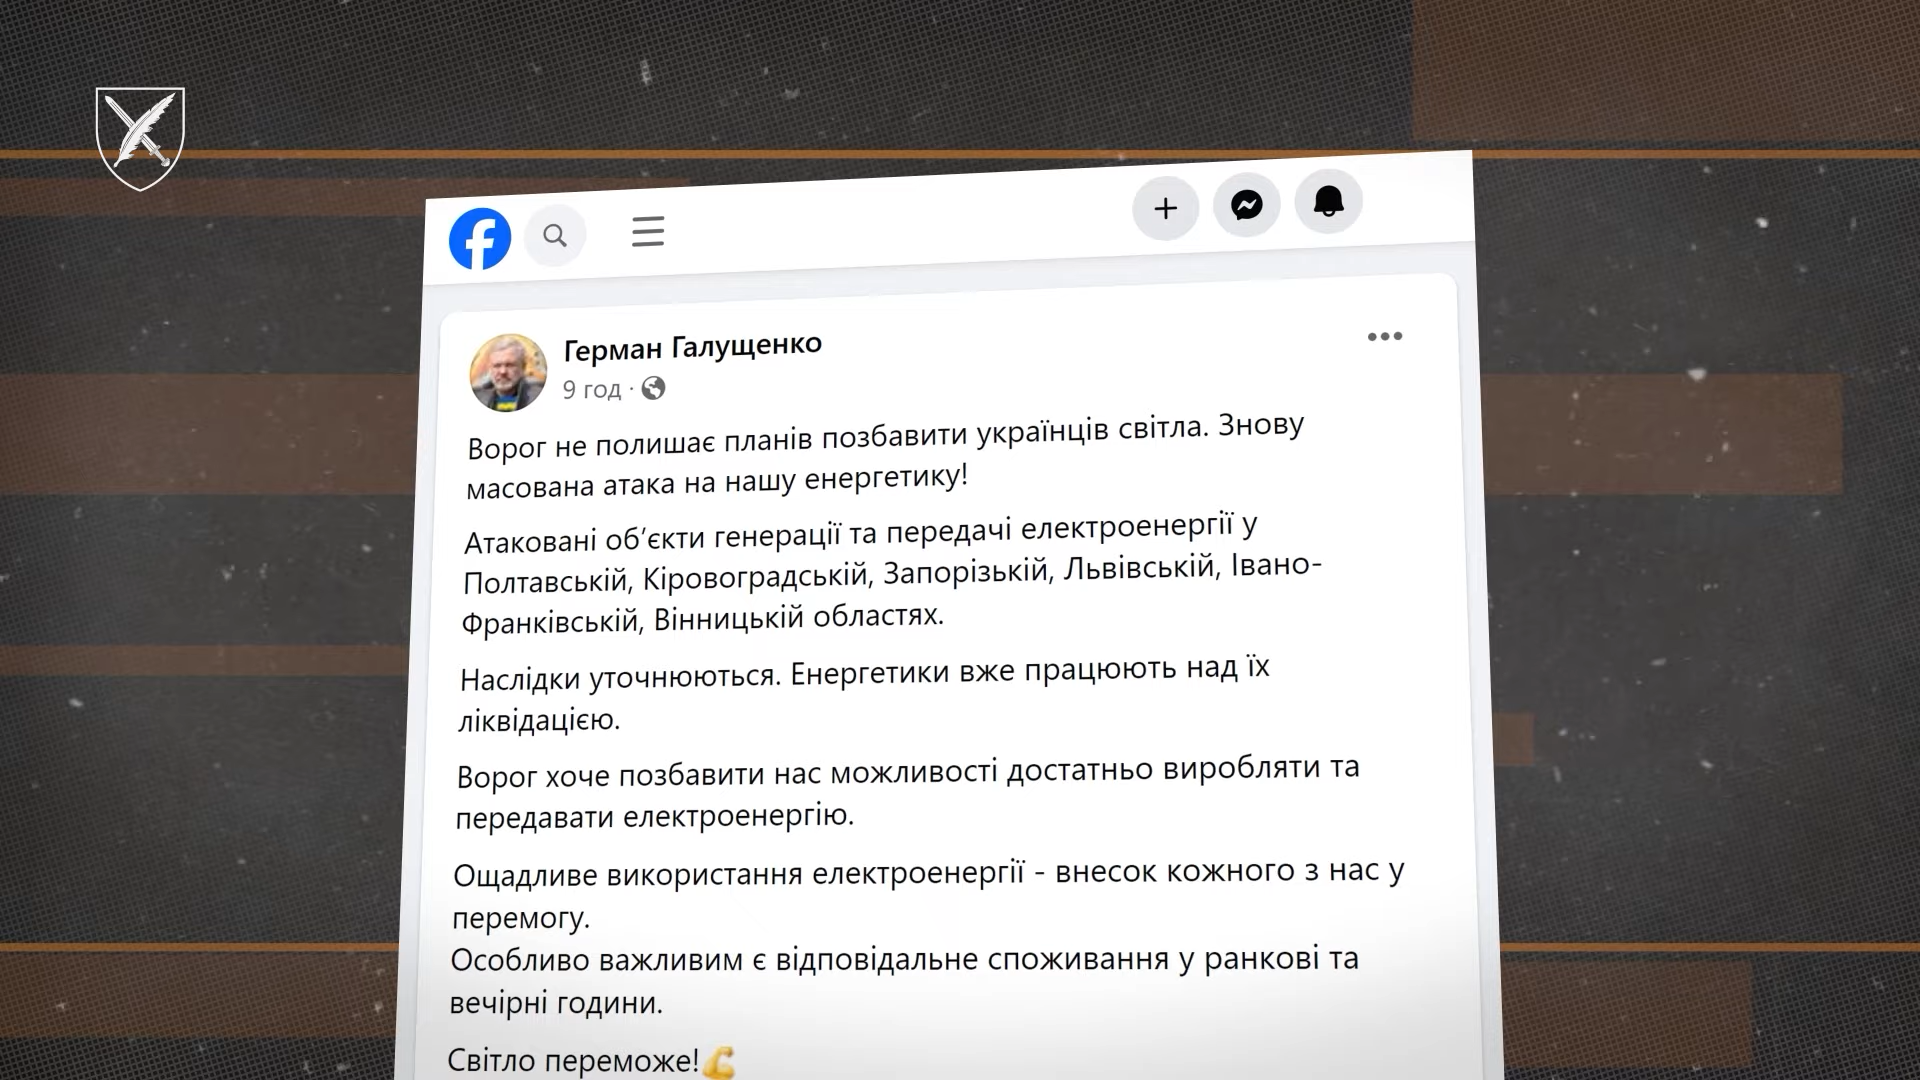 Герман Галущенко
9 год ·
Ворог не полишає планів позбавити українців світла. Знову
масована атака на нашу енергетику!
Атаковані об’єкти генерації та передачі електроенергії у
Полтавській, Кіровоградській, Запорізькій, Львівській, Івано-
Франківській, Вінницькій областях.
Наслідки уточнюються. Енергетики вже працюють над їх
ліквідацією.
Ворог хоче позбавити нас можливості достатньо виробляти та
передавати електроенергію.
Ощадливе використання електроенергії - внесок кожного з нас у
перемогу.
Особливо важливим є відповідальне споживання у ранкові та
вечірні години.
Світло переможе!💪